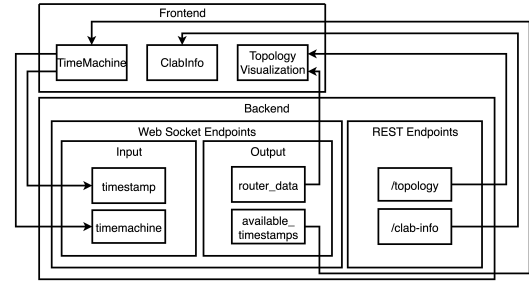 Frontend
TimeMachine
ClabInfo
Topology
Visualization
Backend
Web Socket Endpoints
REST Endpoints
Input
Output
timestamp
router_data
/topology
timemachine
available_
timestamps
/clab-info